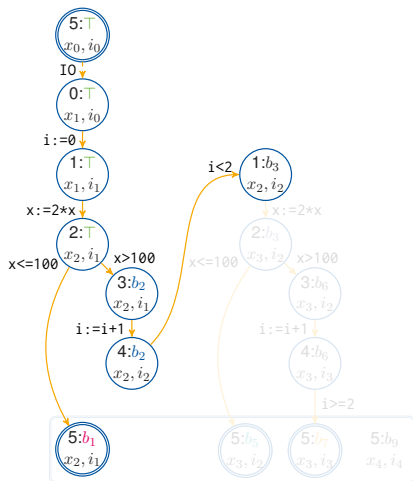 5:⊤
x₀, i₀
IO
0:⊤
x₁, i₀
i:=0
1:⊤
x₁, i₁
x:=2*x
2:⊤
x₂, i₁
x<=100
x>100
3:b₂
x₂, i₁
i:=i+1
4:b₂
x₂, i₂
5:b₁
x₂, i₁
i<2
1:b₃
x₂, i₂
x:=2*x
2:b₃
x₃, i₂
x<=100
x>100
3:b₆
x₃, i₂
i:=i+1
4:b₆
x₃, i₃
i>=2
5:b₅
x₃, i₂
5:b₇
x₃, i₃
5:b₉
x₄, i₄